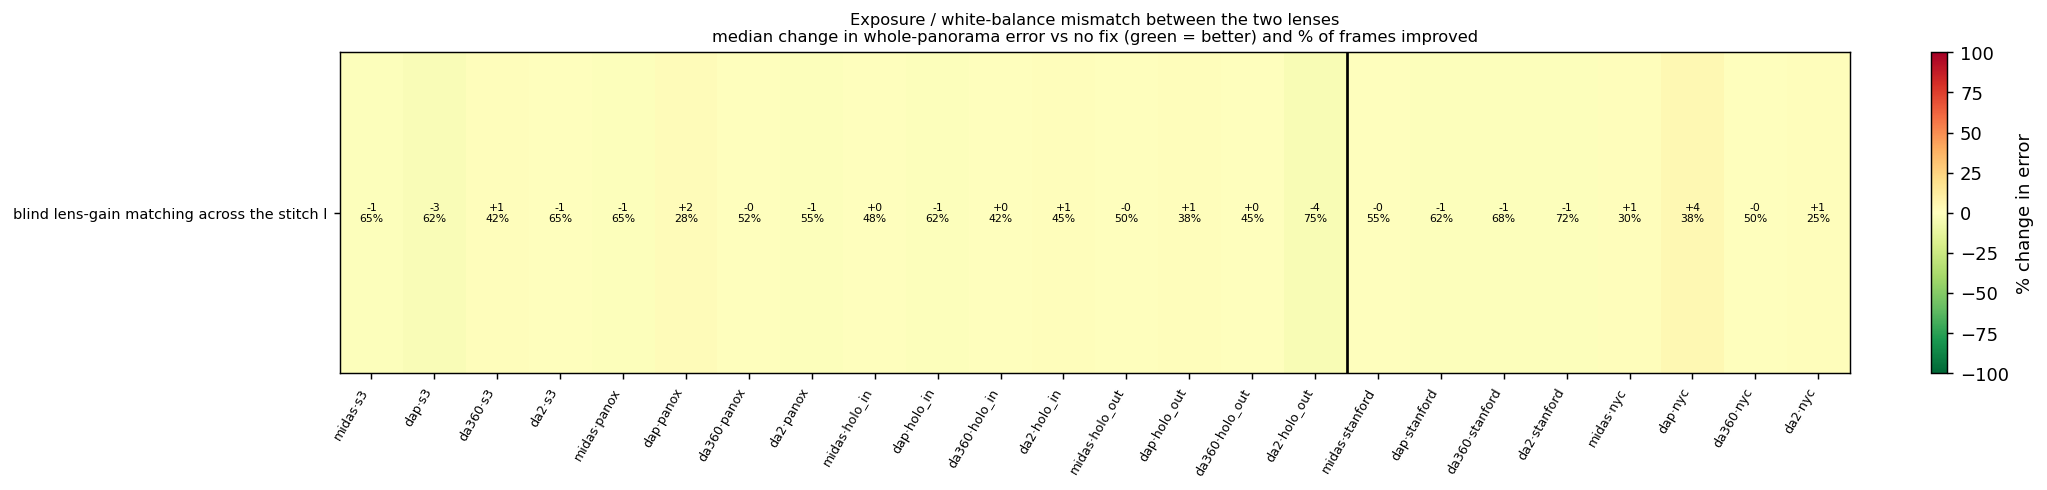 Exposure / white-balance mismatch between the two lenses
median change in whole-panorama error vs no fix (green = better) and % of frames improved
blind lens-gain matching across the stitch l
-1 -3 +1 -1 -1 +2 -0 -1 +0 -1 +0 +1 -0 +1 +0 -4 -0 -1 -1 -1 +1 +4 -0 +1
65% 62% 42% 65% 65% 28% 52% 55% 48% 62% 42% 45% 50% 38% 45% 75% 55% 62% 68% 72% 30% 38% 50% 25%
midas·s3
dap·s3
da360·s3
da2·s3
midas·panox
dap·panox
da360·panox
da2·panox
midas·holo_in
dap·holo_in
da360·holo_in
da2·holo_in
midas·holo_out
dap·holo_out
da360·holo_out
da2·holo_out
midas·stanford
dap·stanford
da360·stanford
da2·stanford
midas·nyc
dap·nyc
da360·nyc
da2·nyc
100
75
50
25
0
−25
−50
−75
−100
% change in error